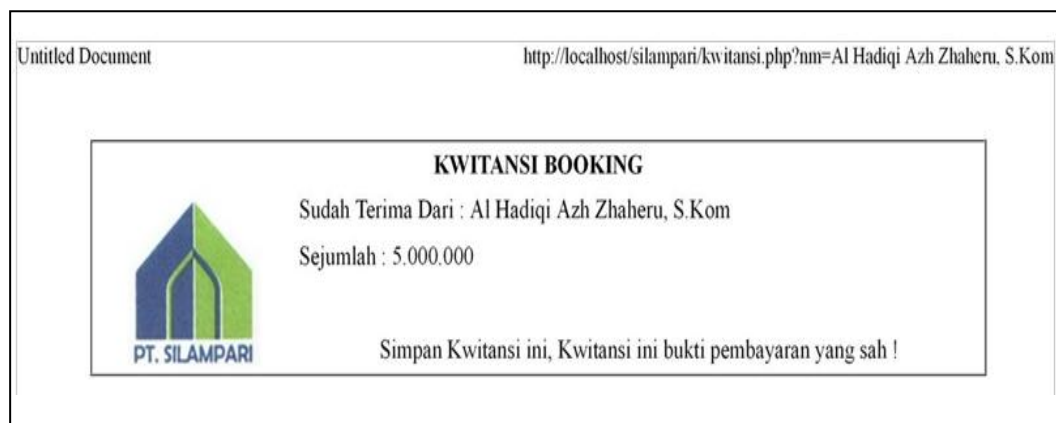 Untitled Document http://localhost/silampari/kwitansi.php?nm=Al Hadiqi Azh Zhaheru, S.Kom
KWITANSI BOOKING
Sudah Terima Dari : Al Hadiqi Azh Zhaheru, S.Kom
Sejumlah : 5.000.000
PT. SILAMPARI
Simpan Kwitansi ini, Kwitansi ini bukti pembayaran yang sah !